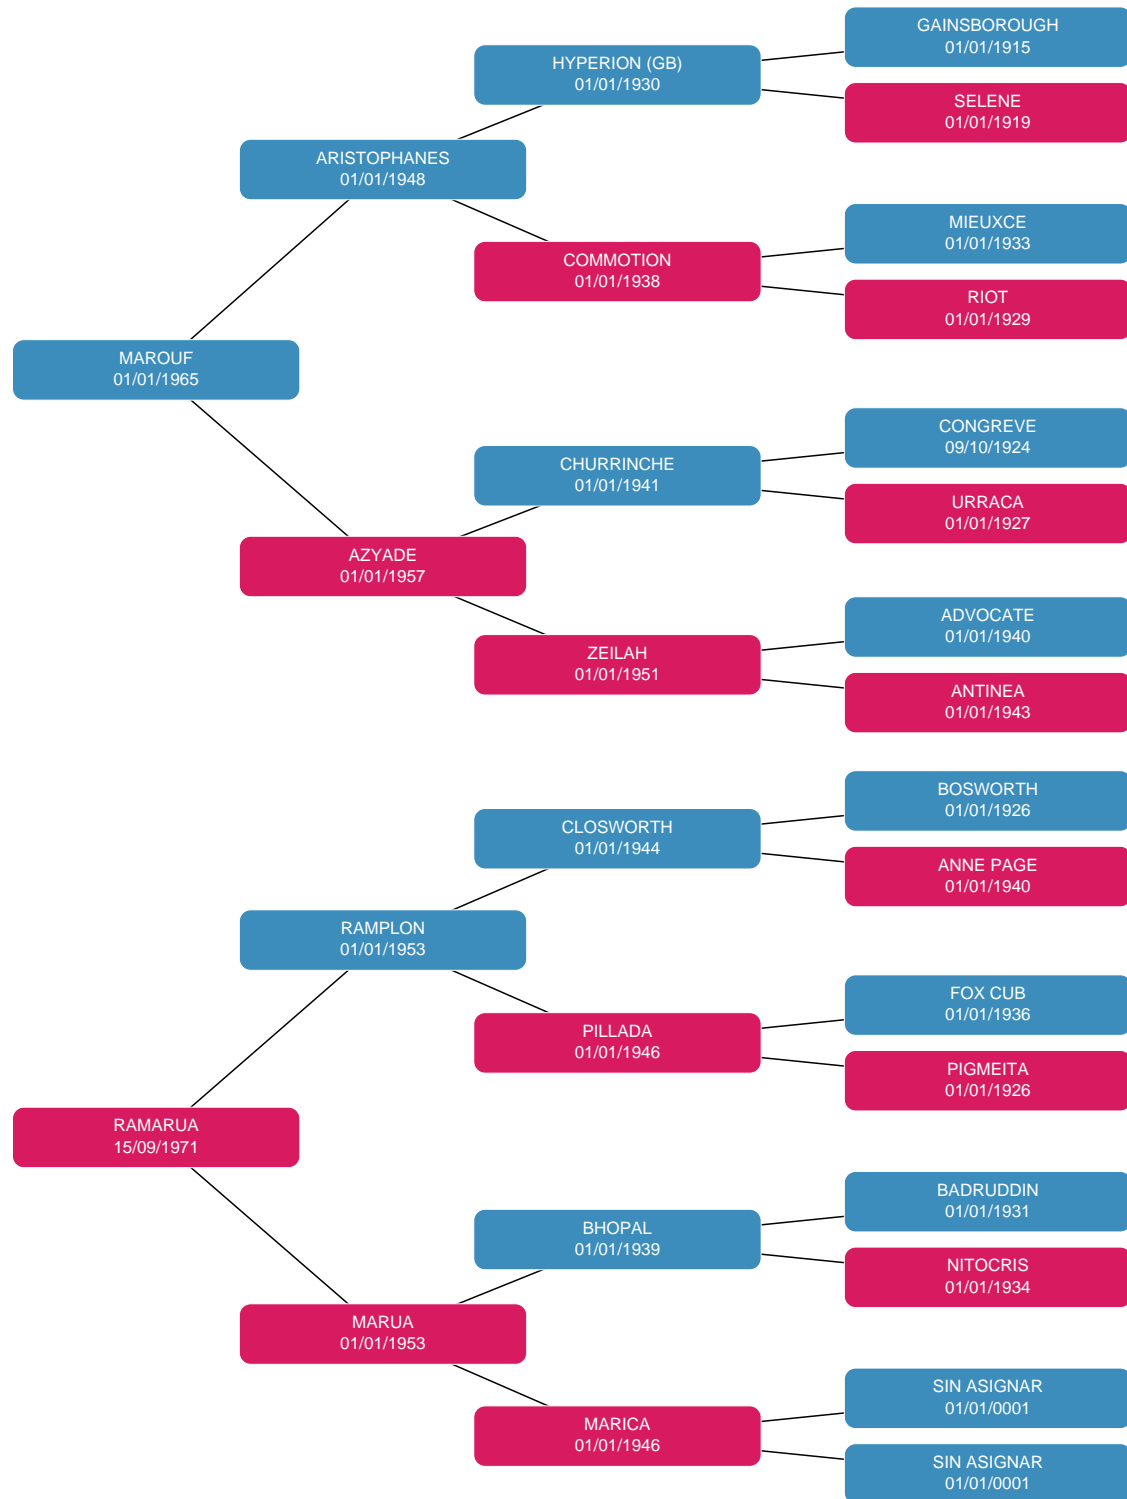 GAINSBOROUGH
01/01/1915
HYPERION (GB)
01/01/1930
SELENE
01/01/1919
ARISTOPHANES
01/01/1948
MIEUXCE
01/01/1933
COMMOTION
01/01/1938
RIOT
01/01/1929
MAROUF
01/01/1965
CONGREVE
09/10/1924
CHURRINCHE
01/01/1941
URRACA
01/01/1927
AZYADE
01/01/1957
ADVOCATE
01/01/1940
ZEILAH
01/01/1951
ANTINEA
01/01/1943
BOSWORTH
01/01/1926
CLOSWORTH
01/01/1944
ANNE PAGE
01/01/1940
RAMPLON
01/01/1953
FOX CUB
01/01/1936
PILLADA
01/01/1946
PIGMEITA
01/01/1926
RAMARUA
15/09/1971
BADRUDDIN
01/01/1931
BHOPAL
01/01/1939
NITOCRIS
01/01/1934
MARUA
01/01/1953
SIN ASIGNAR
01/01/0001
MARICA
01/01/1946
SIN ASIGNAR
01/01/0001